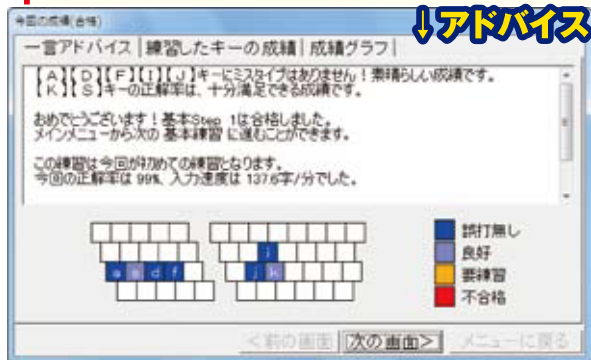 今回の成績(合格)
↓アドバイス
一言アドバイス｜練習したキーの成績｜成績グラフ｜
【A】【D】【F】【I】【J】キーにミスタイプはありません！素晴らしい成績です。
【K】【S】キーの正解率は、十分満足できる成績です。
おめでとうございます！基本Step 1は合格しました。
メインメニューから次の 基本練習 に進むことができます。
この練習は今回が初めての練習となります。
今回の正解率は 99%、入力速度は 137.6字/分でした。
誤打無し
i
良好
a s d f
j k
要練習
不合格
＜前の画面
次の画面＞
メニューに戻る